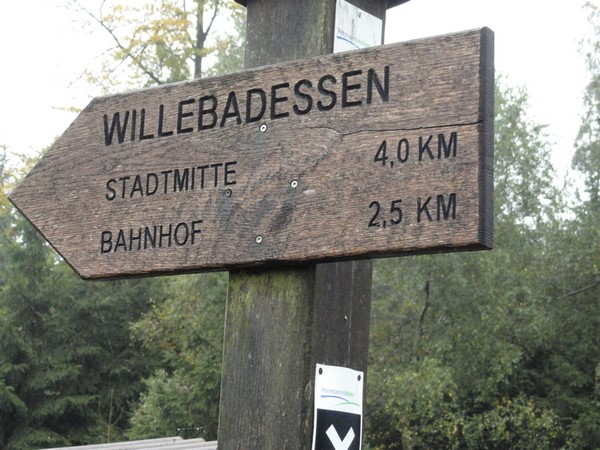 WILLEBADESSEN
STADTMITTE 4,0 KM
BAHNHOF 2,5 KM